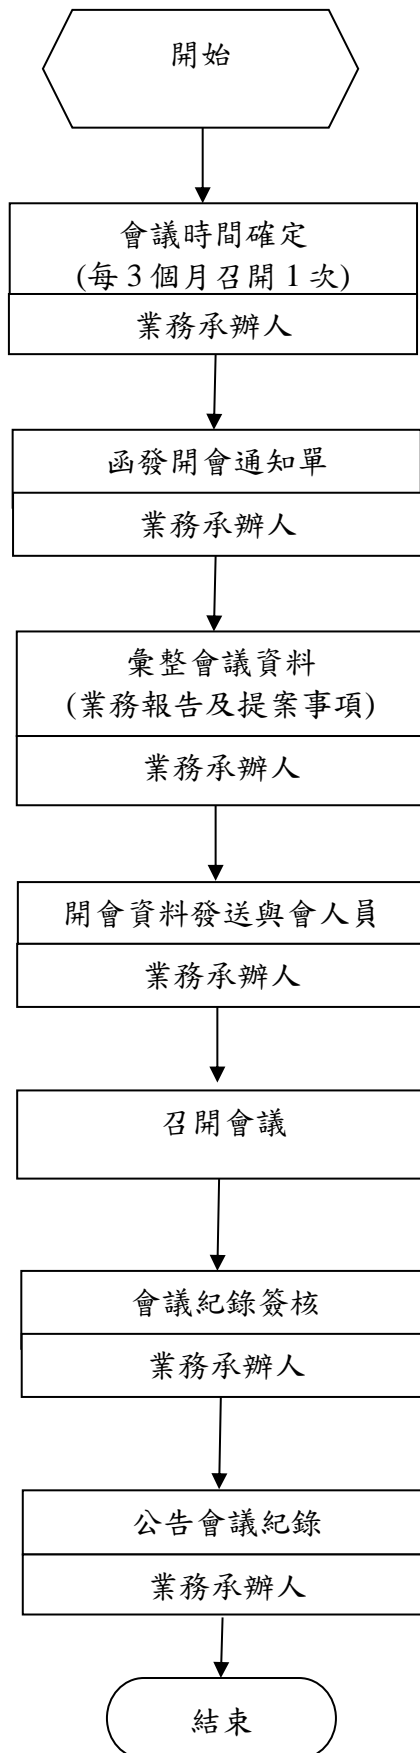 開始
會議時間確定
(每 3 個月召開 1 次)
業務承辦人
函發開會通知單
業務承辦人
彙整會議資料
(業務報告及提案事項)
業務承辦人
開會資料發送與會人員
業務承辦人
召開會議
會議紀錄簽核
業務承辦人
公告會議紀錄
業務承辦人
結束